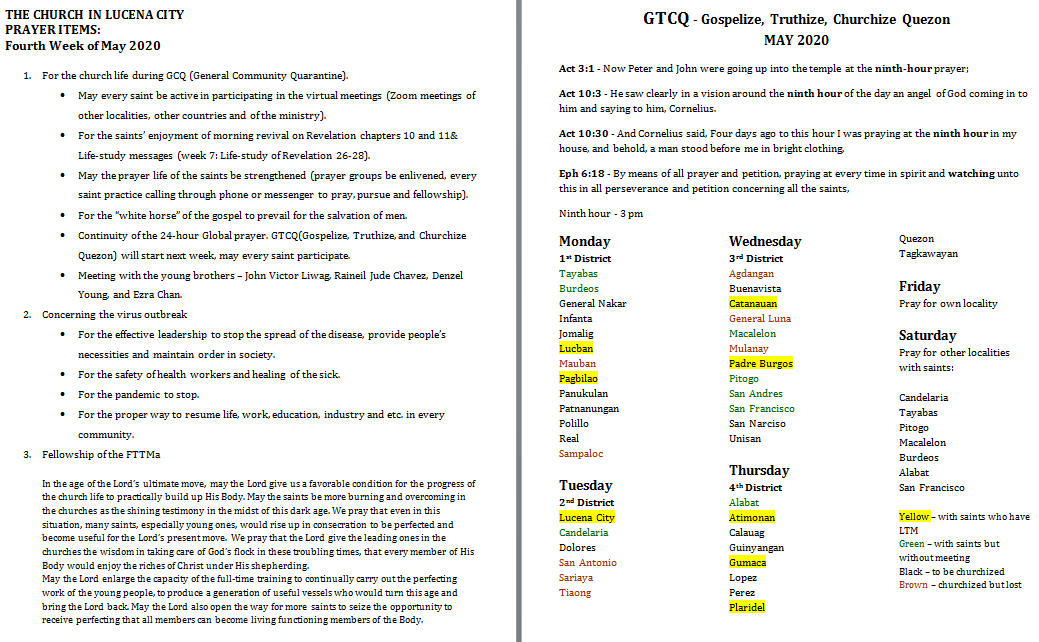 THE CHURCH IN LUCENA CITY
PRAYER ITEMS:
Fourth Week of May 2020
1. For the church life during GCQ (General Community Quarantine).
• May every saint be active in participating in the virtual meetings (Zoom meetings of
other localities, other countries and of the ministry).
• For the saints' enjoyment of morning revival on Revelation chapters 10 and 11&
Life-study messages (week 7: Life-study of Revelation 26-28).
• May the prayer life of the saints be strengthened (prayer groups be enlivened, every
saint practice calling through phone or messenger to pray, pursue and fellowship).
• For the "white horse" of the gospel to prevail for the salvation of men.
• Continuity of the 24-hour Global prayer. GTCQ(Gospelize, Truthize, and Churchize
Quezon) will start next week, may every saint participate.
• Meeting with the young brothers – John Victor Liwag, Raineil Jude Chavez, Denzel
Young, and Ezra Chan.
2. Concerning the virus outbreak
• For the effective leadership to stop the spread of the disease, provide people's
necessities and maintain order in society.
• For the safety of health workers and healing of the sick.
• For the pandemic to stop.
• For the proper way to resume life, work, education, industry and etc. in every
community.
3. Fellowship of the FTTMa
In the age of the Lord's ultimate move, may the Lord give us a favorable condition for the progress of
the church life to practically build up His Body. May the saints be more burning and overcoming in
the churches as the shining testimony in the midst of this dark age. We pray that even in this
situation, many saints, especially young ones, would rise up in consecration to be perfected and
become useful for the Lord's present move. We pray that the Lord give the leading ones in the
churches the wisdom in taking care of God's flock in these troubling times, that every member of His
Body would enjoy the riches of Christ under His shepherding.
May the Lord enlarge the capacity of the full-time training to continually carry out the perfecting
work of the young people, to produce a generation of useful vessels who would turn this age and
bring the Lord back. May the Lord also open the way for more saints to seize the opportunity to
receive perfecting that all members can become living functioning members of the Body.
GTCQ - Gospelize, Truthize, Churchize Quezon
MAY 2020
Act 3:1 - Now Peter and John were going up into the temple at the ninth-hour prayer;
Act 10:3 - He saw clearly in a vision around the ninth hour of the day an angel of God coming in to
him and saying to him, Cornelius.
Act 10:30 - And Cornelius said, Four days ago to this hour I was praying at the ninth hour in my
house, and behold, a man stood before me in bright clothing,
Eph 6:18 - By means of all prayer and petition, praying at every time in spirit and watching unto
this in all perseverance and petition concerning all the saints,
Ninth hour - 3 pm
Monday
1st District
Tayabas
Burdeos
General Nakar
Infanta
Jomalig
Lucban
Mauban
Pagbilao
Panukulan
Patnanungan
Polillo
Real
Sampaloc
Tuesday
2nd District
Lucena City
Candelaria
Dolores
San Antonio
Sariaya
Tiaong
Wednesday
3rd District
Agdangan
Buenavista
Catanauan
General Luna
Macalelon
Mulanay
Padre Burgos
Pitogo
San Andres
San Francisco
San Narciso
Unisan
Thursday
4th District
Alabat
Atimonan
Calauag
Guinyangan
Gumaca
Lopez
Perez
Plaridel
Quezon
Tagkawayan
Friday
Pray for own locality
Saturday
Pray for other localities
with saints:
Candelaria
Tayabas
Pitogo
Macalelon
Burdeos
Alabat
San Francisco
Yellow – with saints who have
LTM
Green – with saints but
without meeting
Black – to be churchized
Brown – churchized but lost